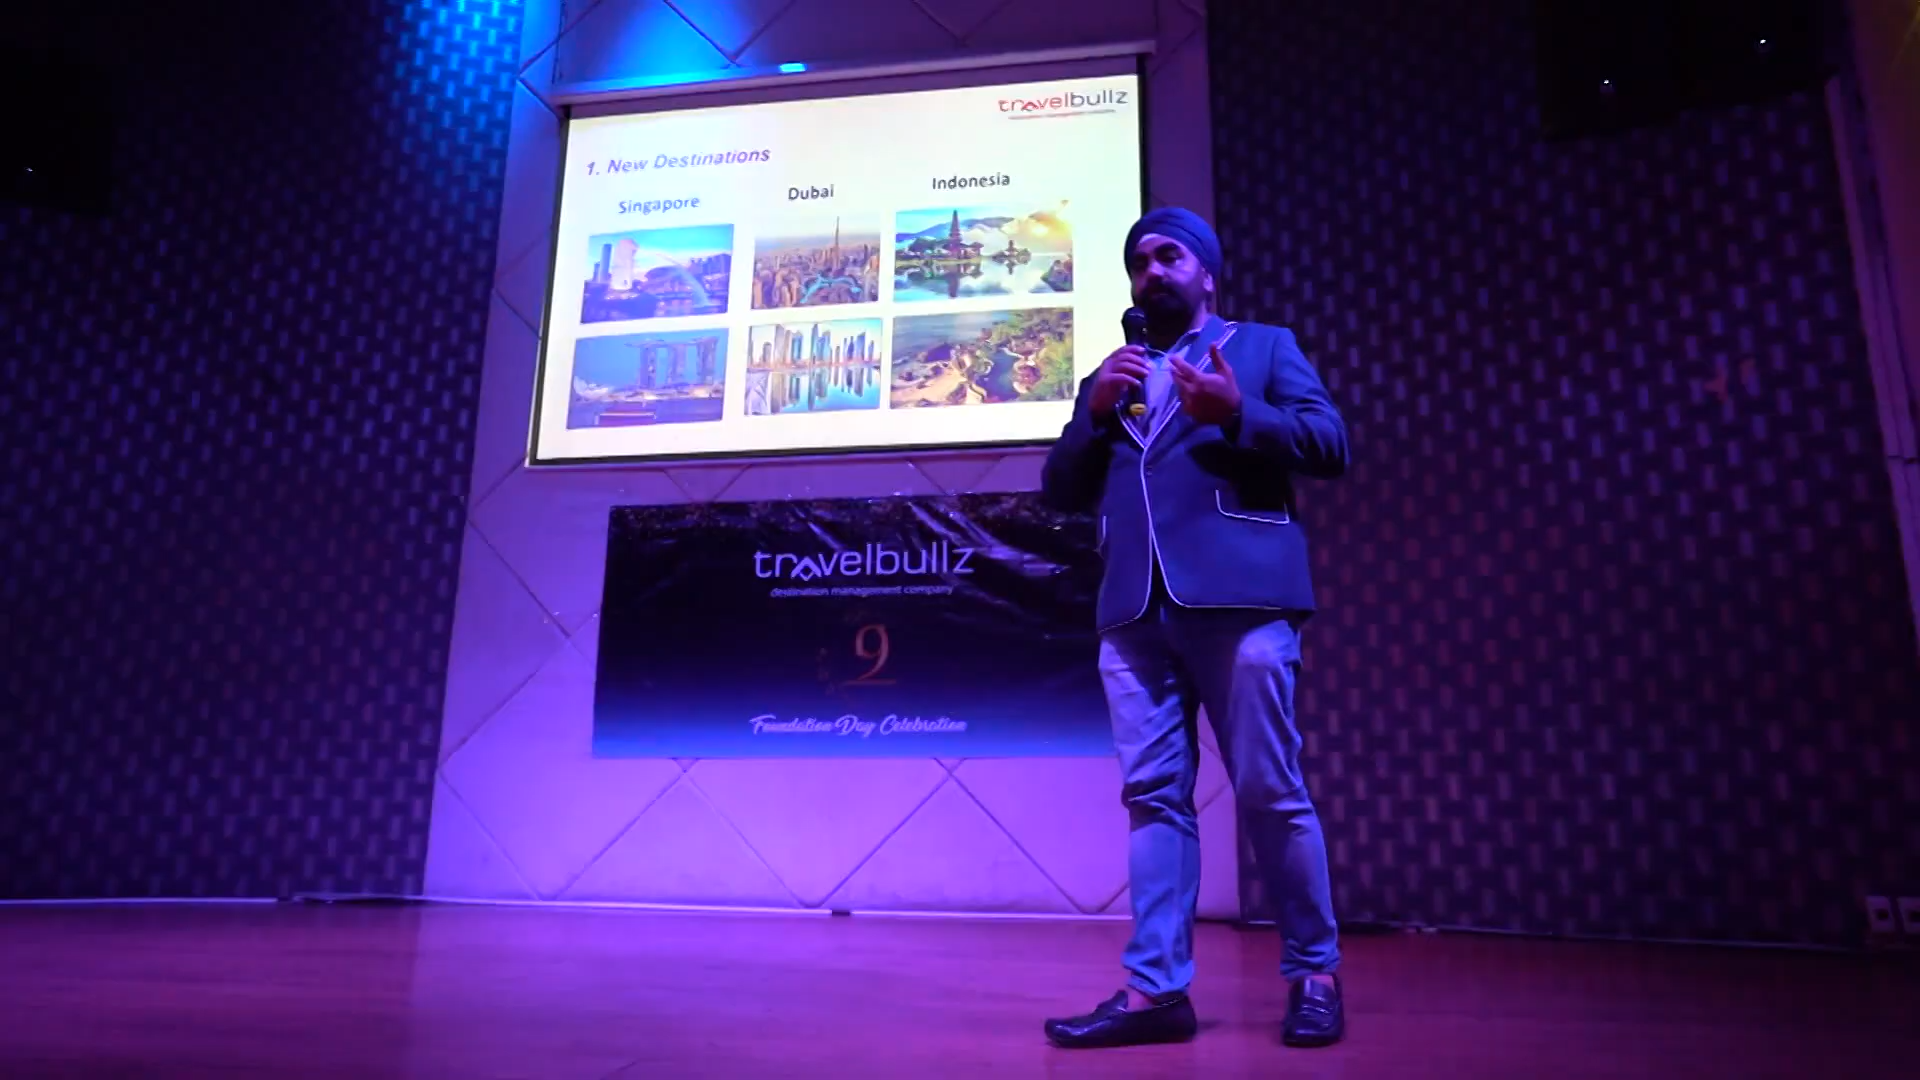 travelbullz
1. New Destinations
Singapore
Dubai
Indonesia
travelbullz
destination management company
9
Foundation Day Celebration